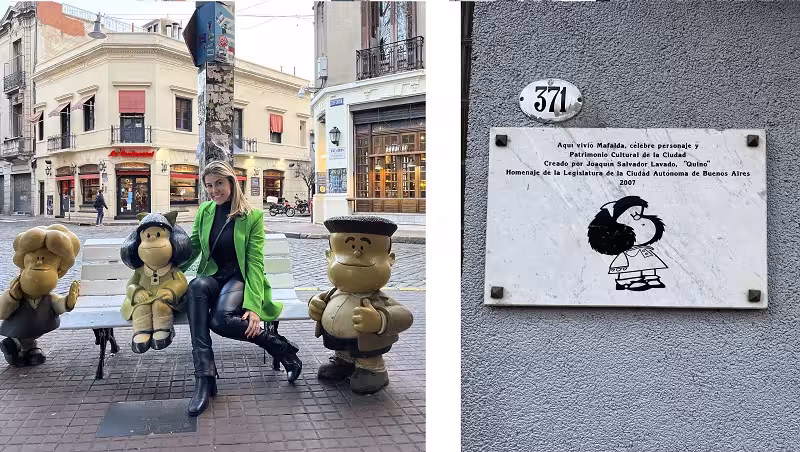 371
Aqui vivió Mafalda, célebre personaje y
Patrimonio Cultural de la Ciudad
Creado por Joaquín Salvador Lavado, "Quino"
Homenaje de la Legislatura de la Ciudad Autónoma de Buenos Aires
2007